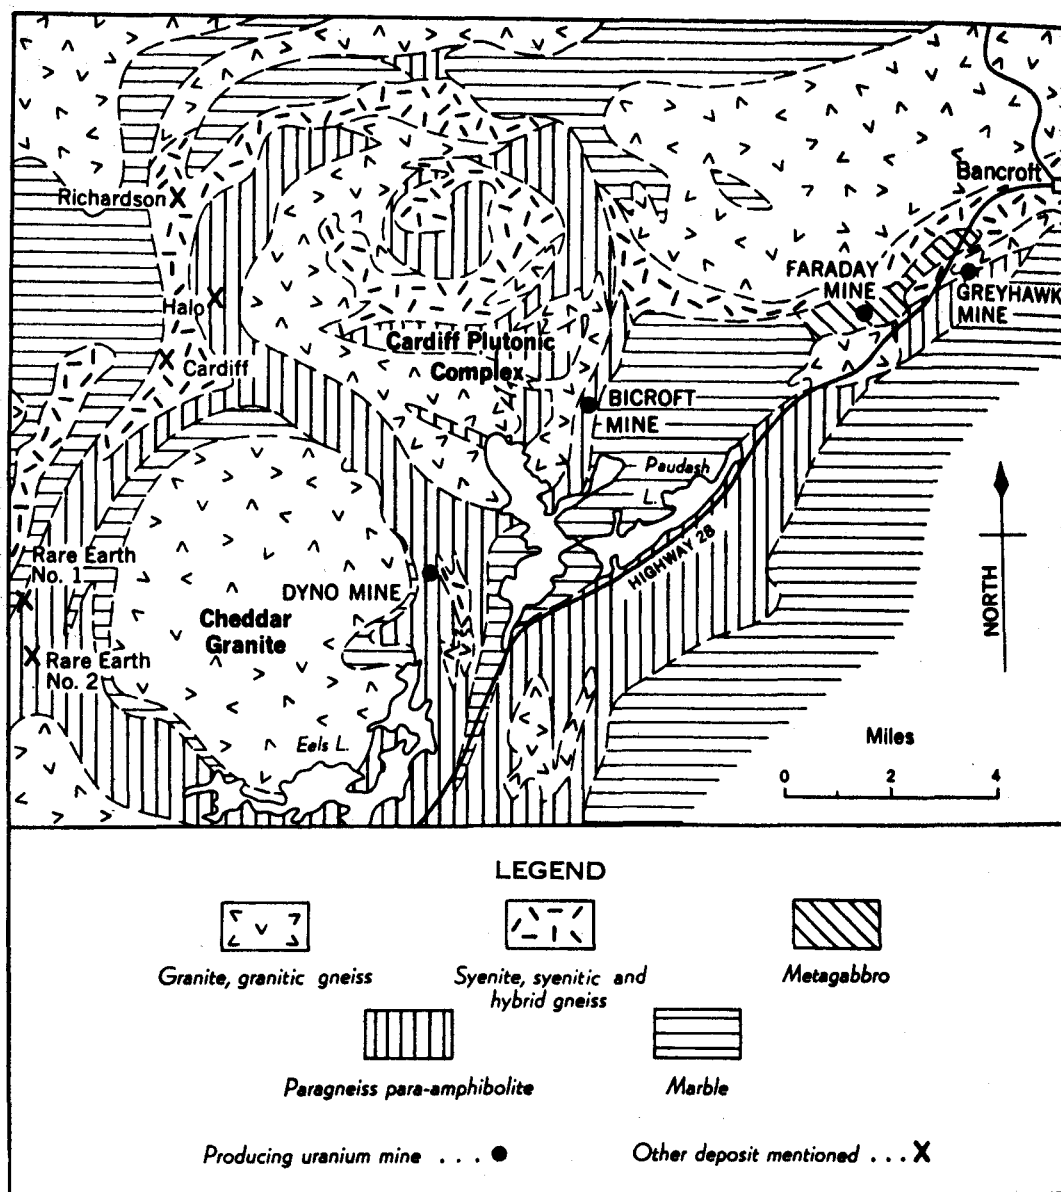 Bancroft
Richardson
FARADAY
MINE
GREYHAWK
MINE
Halo
Cardiff Plutonic
Complex
Cardiff
BICROFT
MINE
Paudash
L.
HIGHWAY 28
Rare Earth
No. 1
DYNO MINE
Cheddar
Granite
NORTH
Rare Earth
No. 2
Eels L.
Miles
0 2 4
LEGEND
Granite, granitic gneiss
Syenite, syenitic and
hybrid gneiss
Metagabbro
Paragneiss para-amphibolite
Marble
Producing uranium mine . . . ●
Other deposit mentioned . . . X